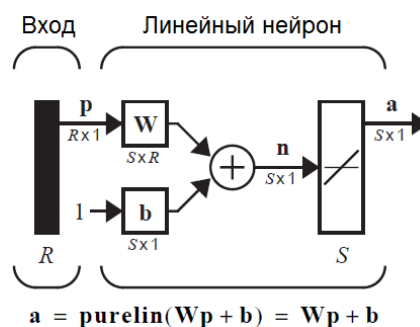 Вход Линейный нейрон
p a
R x 1 W n S x 1
S x R S x 1
1 b
S x 1
R S
a = purelin(Wp + b) = Wp + b